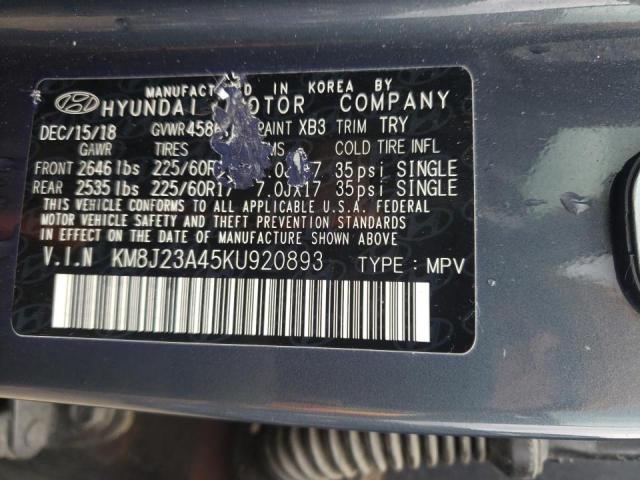 MANUFACTURED IN KOREA BY
HYUNDAI MOTOR COMPANY
DEC/15/18 GVWR PAINT XB3 TRIM TRY
GAWR TIRES COLD TIRE INFL
FRONT 2646 lbs 35psi SINGLE
REAR 2535 lbs 225/60R17 7.0JX17 35psi SINGLE
THIS VEHICLE CONFORMS TO ALL APPLICABLE U.S.A. FEDERAL
MOTOR VEHICLE SAFETY AND THEFT PREVENTION STANDARDS
IN EFFECT ON THE DATE OF MANUFACTURE SHOWN ABOVE
V.I.N KM8J23A45KU920893 TYPE : MPV